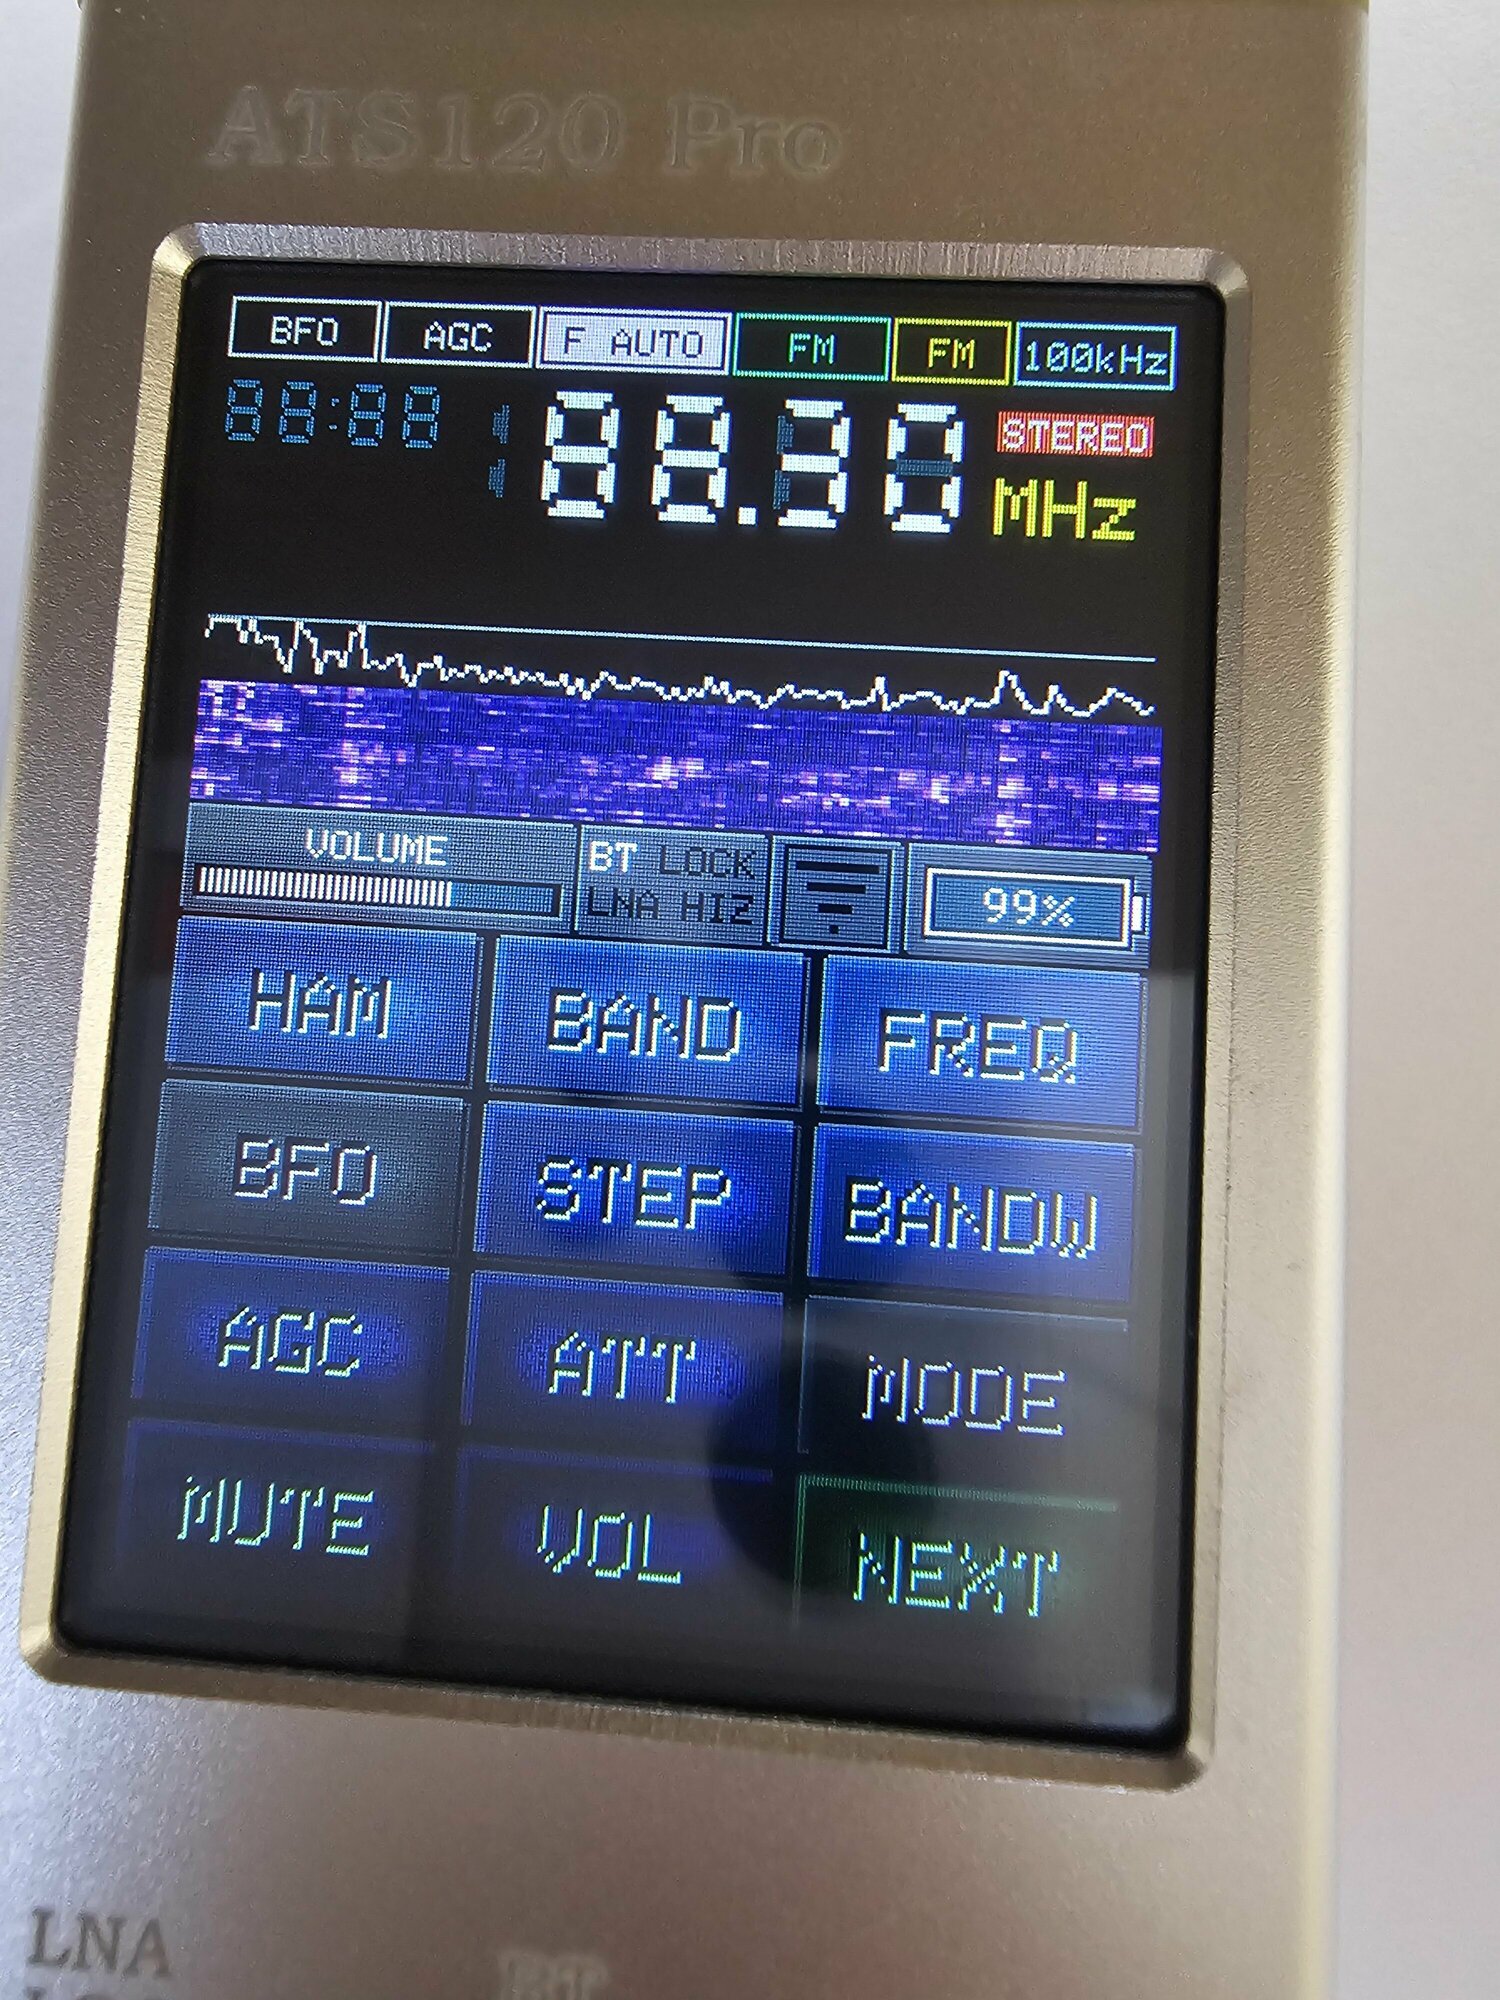 ATS120 Pro
BFO AGC F AUTO FM FM 100kHz
88:88 88.30 STEREO
MHz
VOLUME BT LOCK 99%
LNA HIZ
HAM BAND FREQ
BFO STEP BANDW
AGC ATT MODE
MUTE VOL NEXT
LNA BT